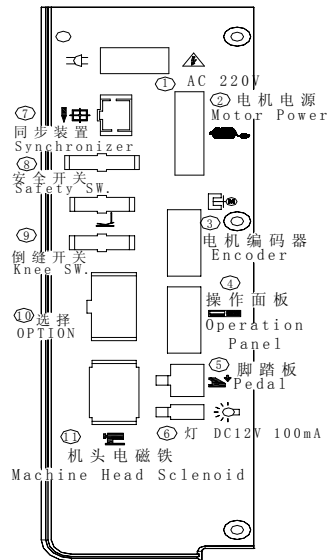 ① AC 220V
② 电机电源
Motor Power
⑦
同步装置
Synchronizer
⑧
安全开关
Safety SW.
⑨
倒缝开关
Knee SW.
③
电机编码器
Encoder
④
操作面板
Operation
Panel
⑩选择
OPTION
⑤
脚踏板
Pedal
⑥ 灯 DC12V 100mA
⑪
机头电磁铁
Machine Head Sclenoid